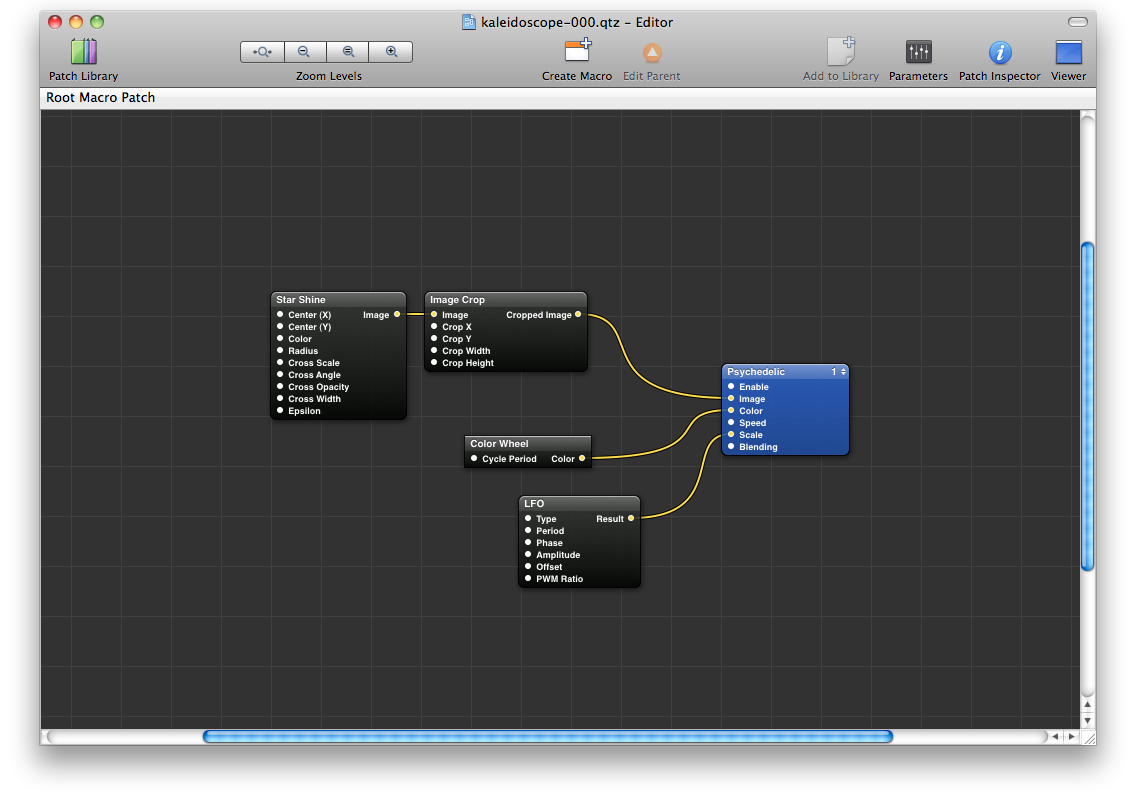 kaleidoscope-000.qtz – Editor
Patch Library
Zoom Levels
Create Macro
Edit Parent
Add to Library
Parameters
Patch Inspector
Viewer
Root Macro Patch
Star Shine
Center (X) Image
Center (Y)
Color
Radius
Cross Scale
Cross Angle
Cross Opacity
Cross Width
Epsilon
Image Crop
Image Cropped Image
Crop X
Crop Y
Crop Width
Crop Height
Psychedelic 1
Enable
Image
Color
Speed
Scale
Blending
Color Wheel
Cycle Period Color
LFO
Type Result
Period
Phase
Amplitude
Offset
PWM Ratio